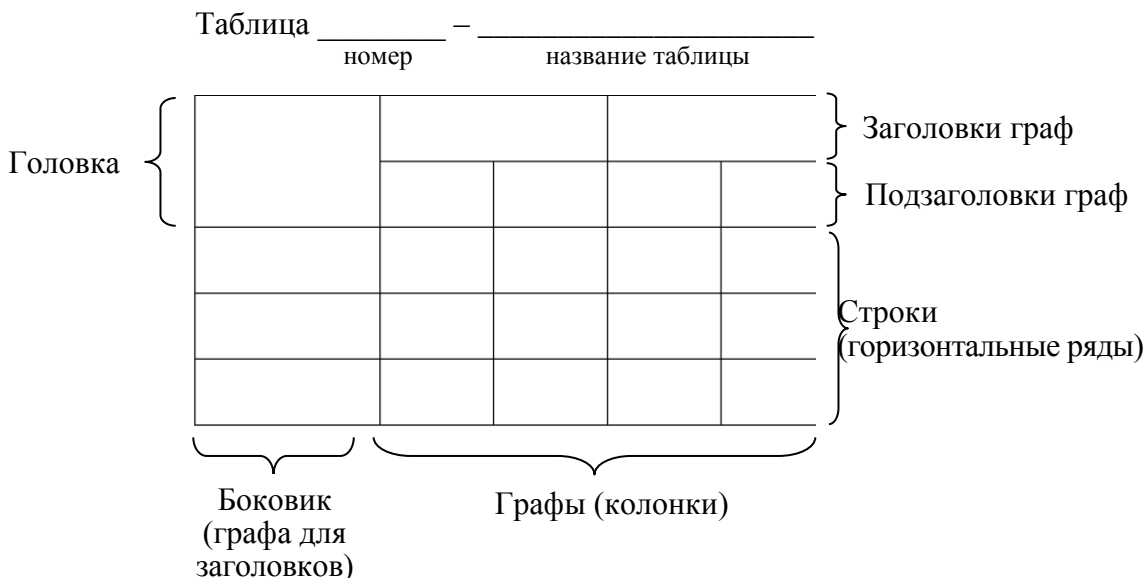 Таблица ________ – _____________________
номер название таблицы
Заголовки граф
Головка
Подзаголовки граф
Строки
(горизонтальные ряды)
Боковик
(графа для
заголовков)
Графы (колонки)